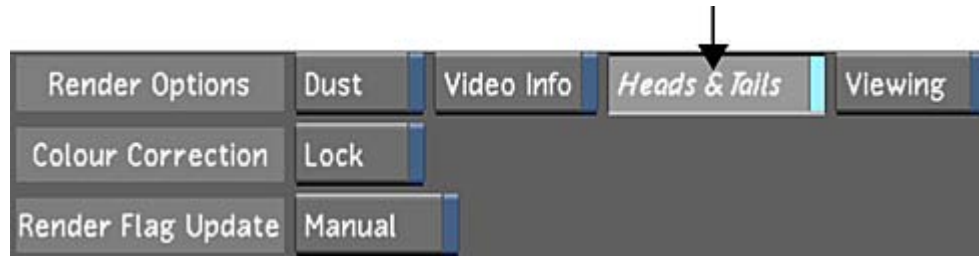 Render Options Dust Video Info Heads & Tails Viewing
Colour Correction Lock
Render Flag Update Manual